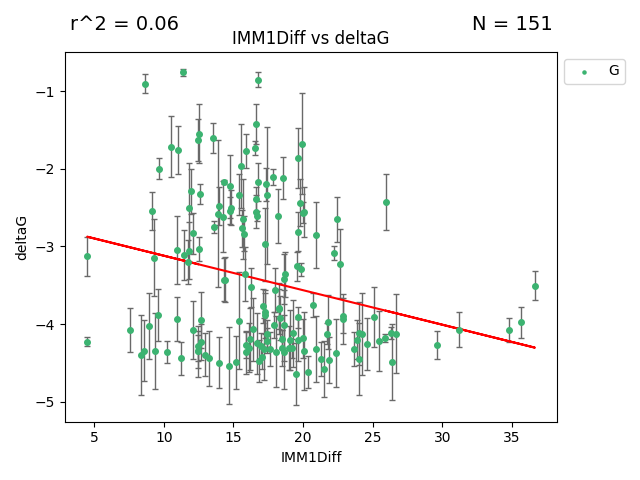 r^2 = 0.06
N = 151
IMM1Diff vs deltaG
G
−1
−2
−3
−4
−5
deltaG
5 10 15 20 25 30 35
IMM1Diff